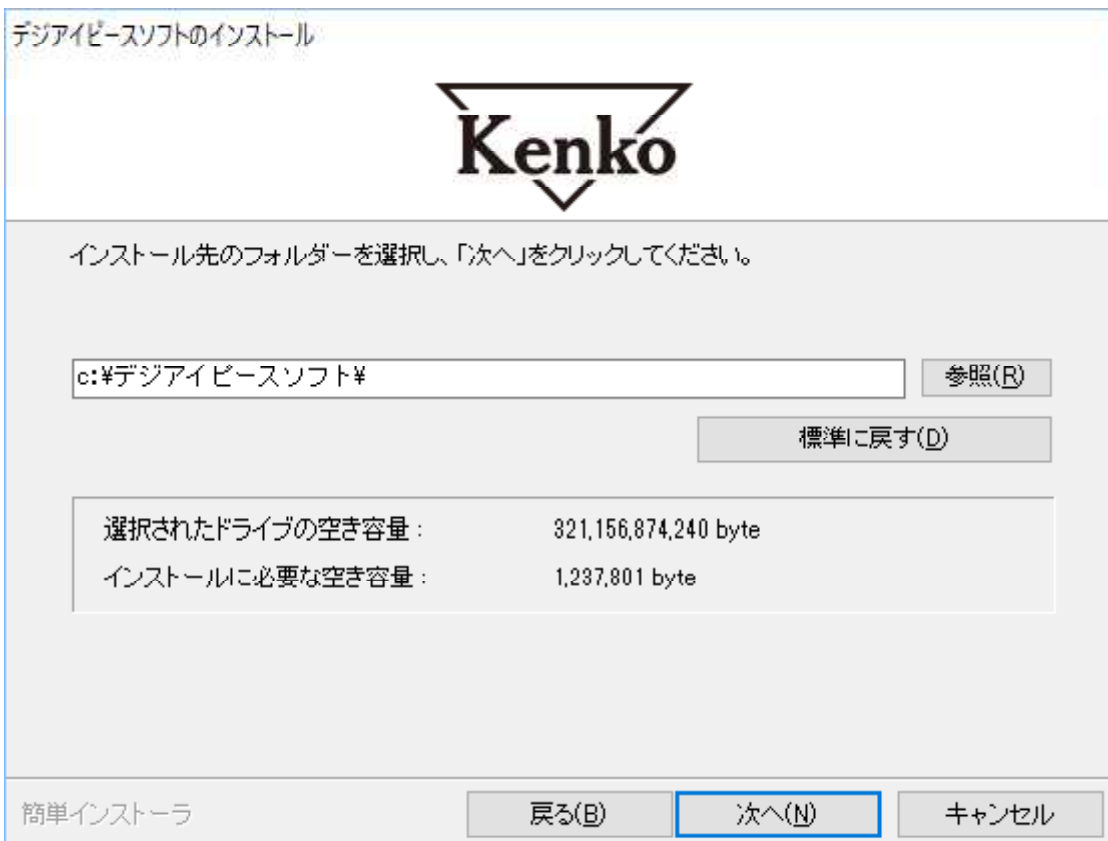 デジアイピースソフトのインストール
Kenko
インストール先のフォルダーを選択し、「次へ」をクリックしてください。
c:¥デジアイピースソフト¥
参照(R)
標準に戻す(D)
選択されたドライブの空き容量： 321,156,874,240 byte
インストールに必要な空き容量： 1,237,801 byte
簡単インストーラ
戻る(B)
次へ(N)
キャンセル